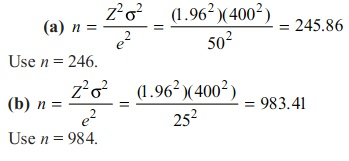 (a) n = Z²σ² / e² = (1.96²)(400²) / 50² = 245.86
Use n = 246.
(b) n = Z²σ² / e² = (1.96²)(400²) / 25² = 983.41
Use n = 984.